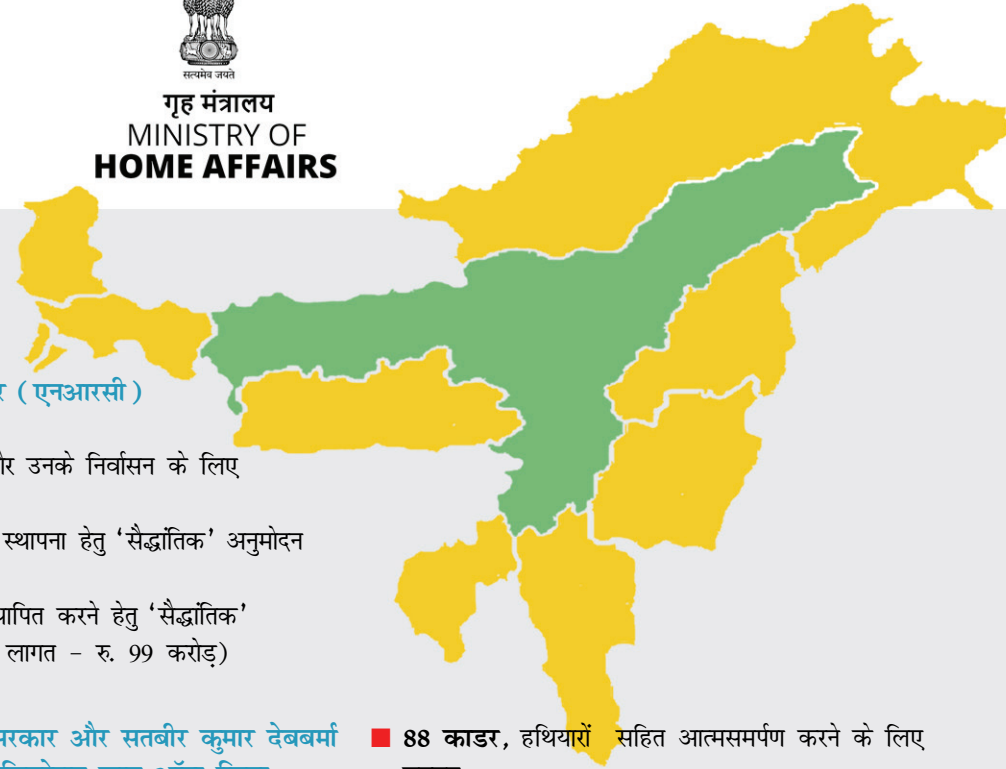 सत्यमेव जयते
गृह मंत्रालय
MINISTRY OF
HOME AFFAIRS
र (एनआरसी)
और उनके निर्वासन के लिए
स्थापना हेतु ‘सैद्धांतिक’ अनुमोदन
स्थापित करने हेतु ‘सैद्धांतिक’
लागत – रु. 99 करोड़)
सरकार और सतबीर कुमार देबबर्मा
88 काडर, हथियारों सहित आत्मसमर्पण करने के लिए